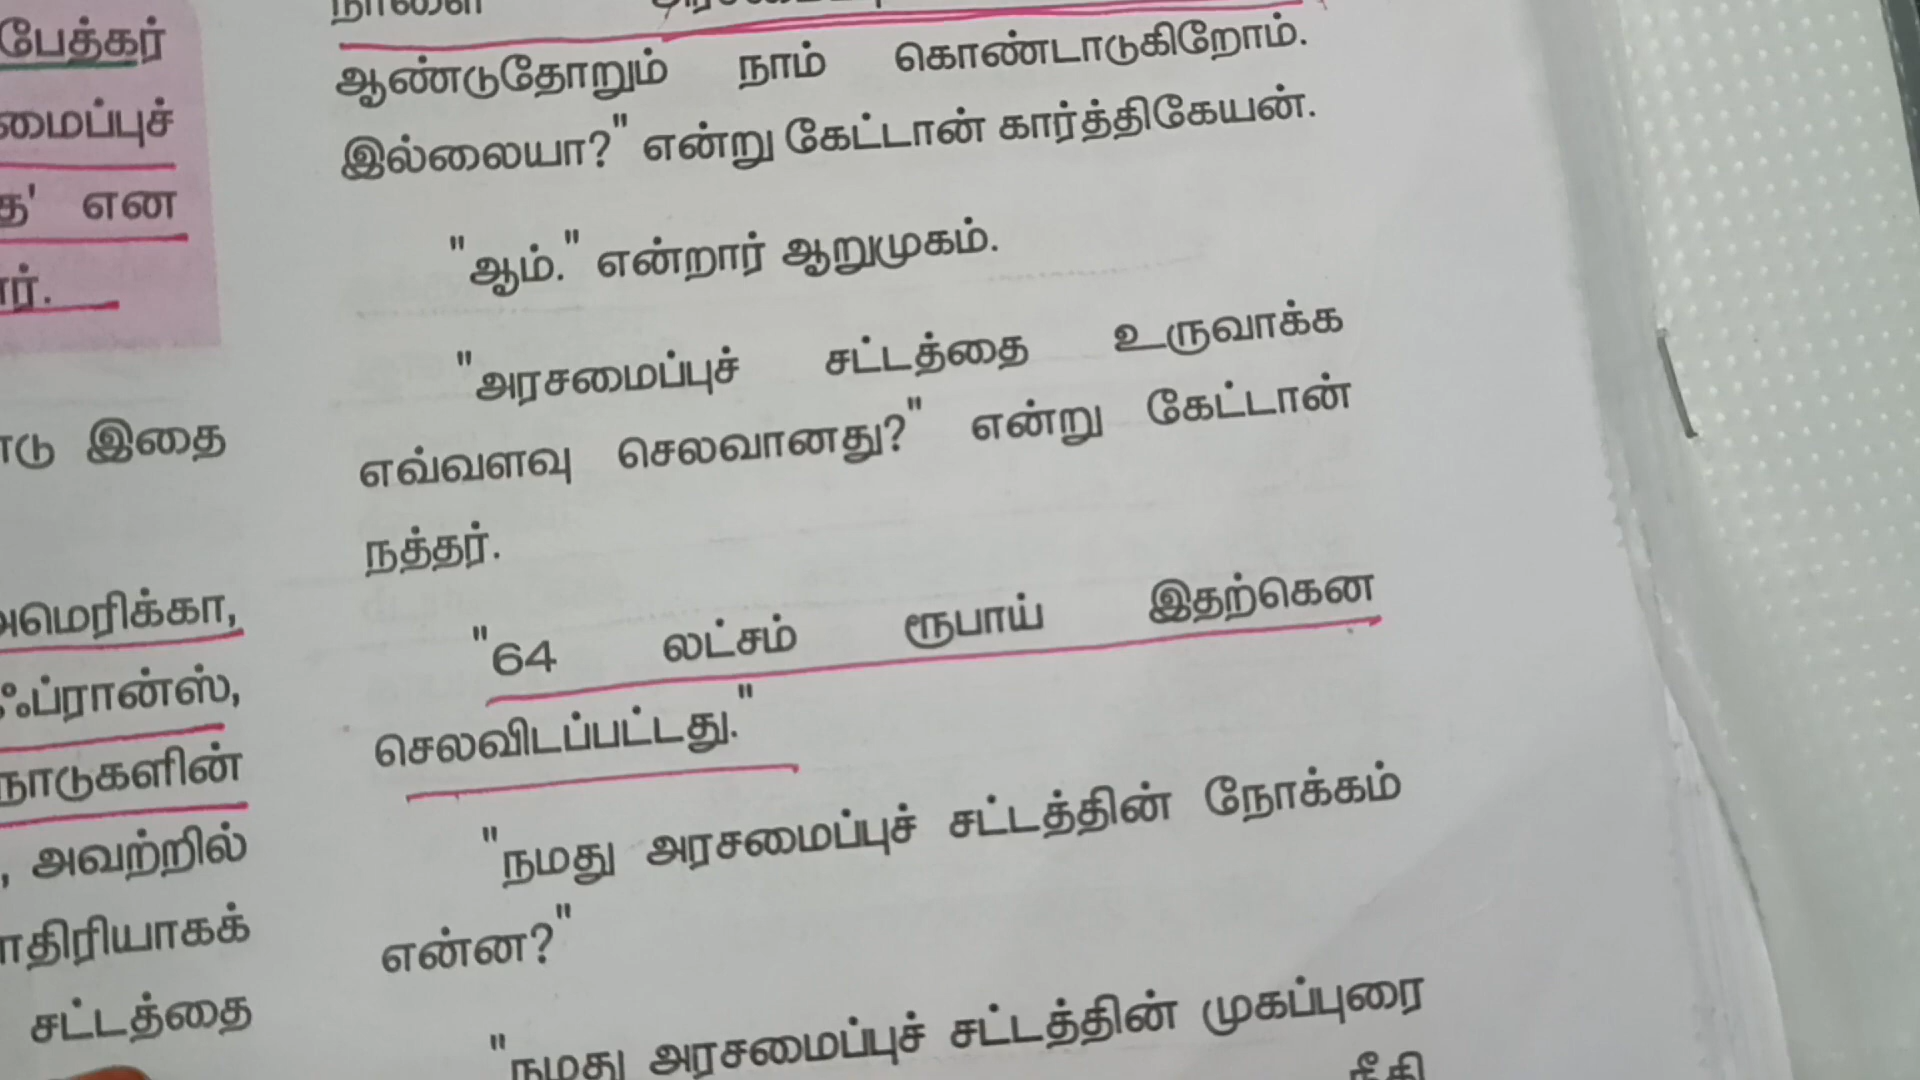 பேத்கர்
மைப்புச்
என
ர்.
டு இதை
அமெரிக்கா,
ஃப்ரான்ஸ்,
நாடுகளின்
, அவற்றில்
ாதிரியாகக்
சட்டத்தை
ஆண்டுதோறும் நாம் கொண்டாடுகிறோம்.
இல்லையா?" என்று கேட்டான் கார்த்திகேயன்.
"ஆம்." என்றார் ஆறுமுகம்.
"அரசமைப்புச் சட்டத்தை உருவாக்க
எவ்வளவு செலவானது?" என்று கேட்டான்
நத்தர்.
"64 லட்சம் ரூபாய் இதற்கென
செலவிடப்பட்டது."
"நமது அரசமைப்புச் சட்டத்தின் நோக்கம்
என்ன?"
"நமது அரசமைப்புச் சட்டத்தின் முகப்புரை
நீதி